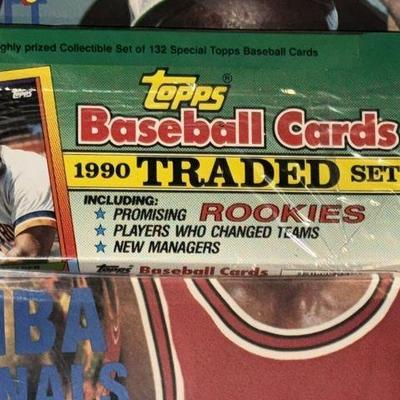 ghly prized Collectible Set of 132 Special Topps Baseball Cards
Topps®
Baseball Cards
1990 TRADED SET
INCLUDING:
★ PROMISING ROOKIES
★ PLAYERS WHO CHANGED TEAMS
★ NEW MANAGERS
Topps Baseball Cards
BA
NALS